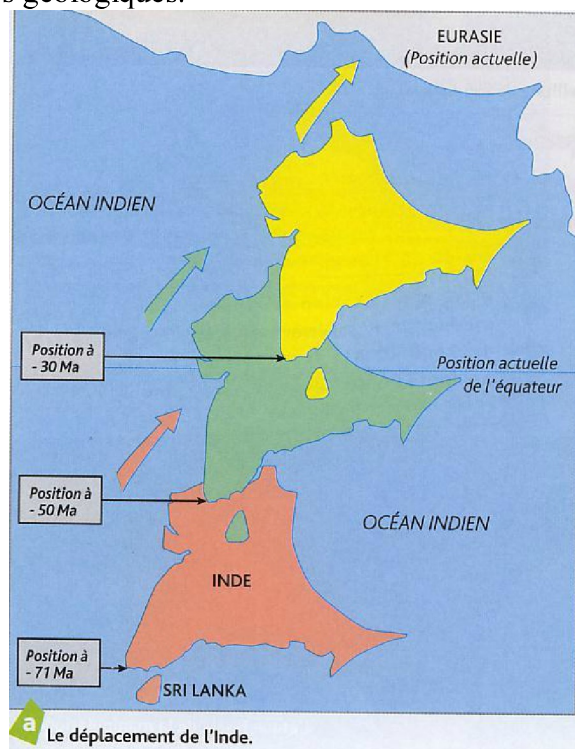 s géologiques.
EURASIE
(Position actuelle)
OCÉAN INDIEN
Position à
- 30 Ma
Position actuelle
de l'équateur
Position à
- 50 Ma
OCÉAN INDIEN
INDE
Position à
- 71 Ma
SRI LANKA
a Le déplacement de l'Inde.